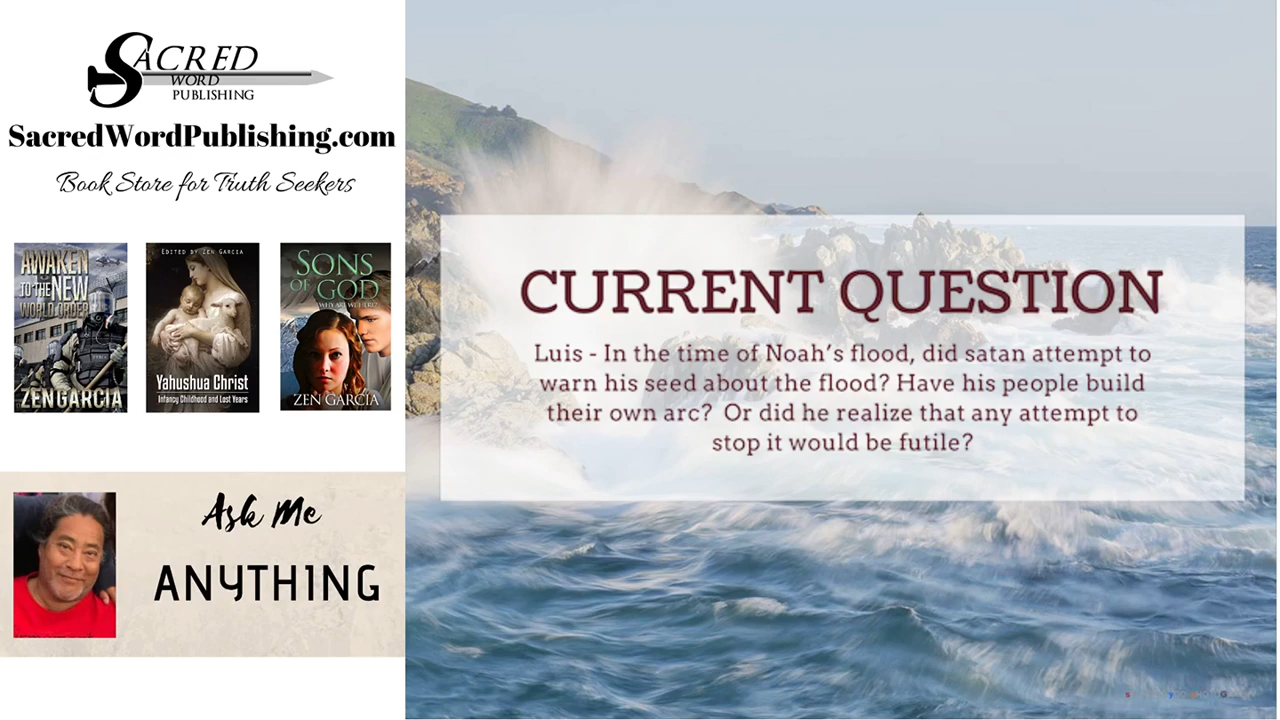 SACRED
WORD
PUBLISHING
SacredWordPublishing.com
Book Store for Truth Seekers
AWAKEN
TO THE NEW
WORLD ORDER
ZEN GARCIA
EDITED BY ZEN GARCIA
Yahushua Christ
Infancy Childhood and Lost Years
SONS
OF GOD
WHY ARE WE HERE?
ZEN GARCIA
Ask Me
ANYTHING
CURRENT QUESTION
Luis - In the time of Noah's flood, did satan attempt to
warn his seed about the flood? Have his people build
their own arc? Or did he realize that any attempt to
stop it would be futile?